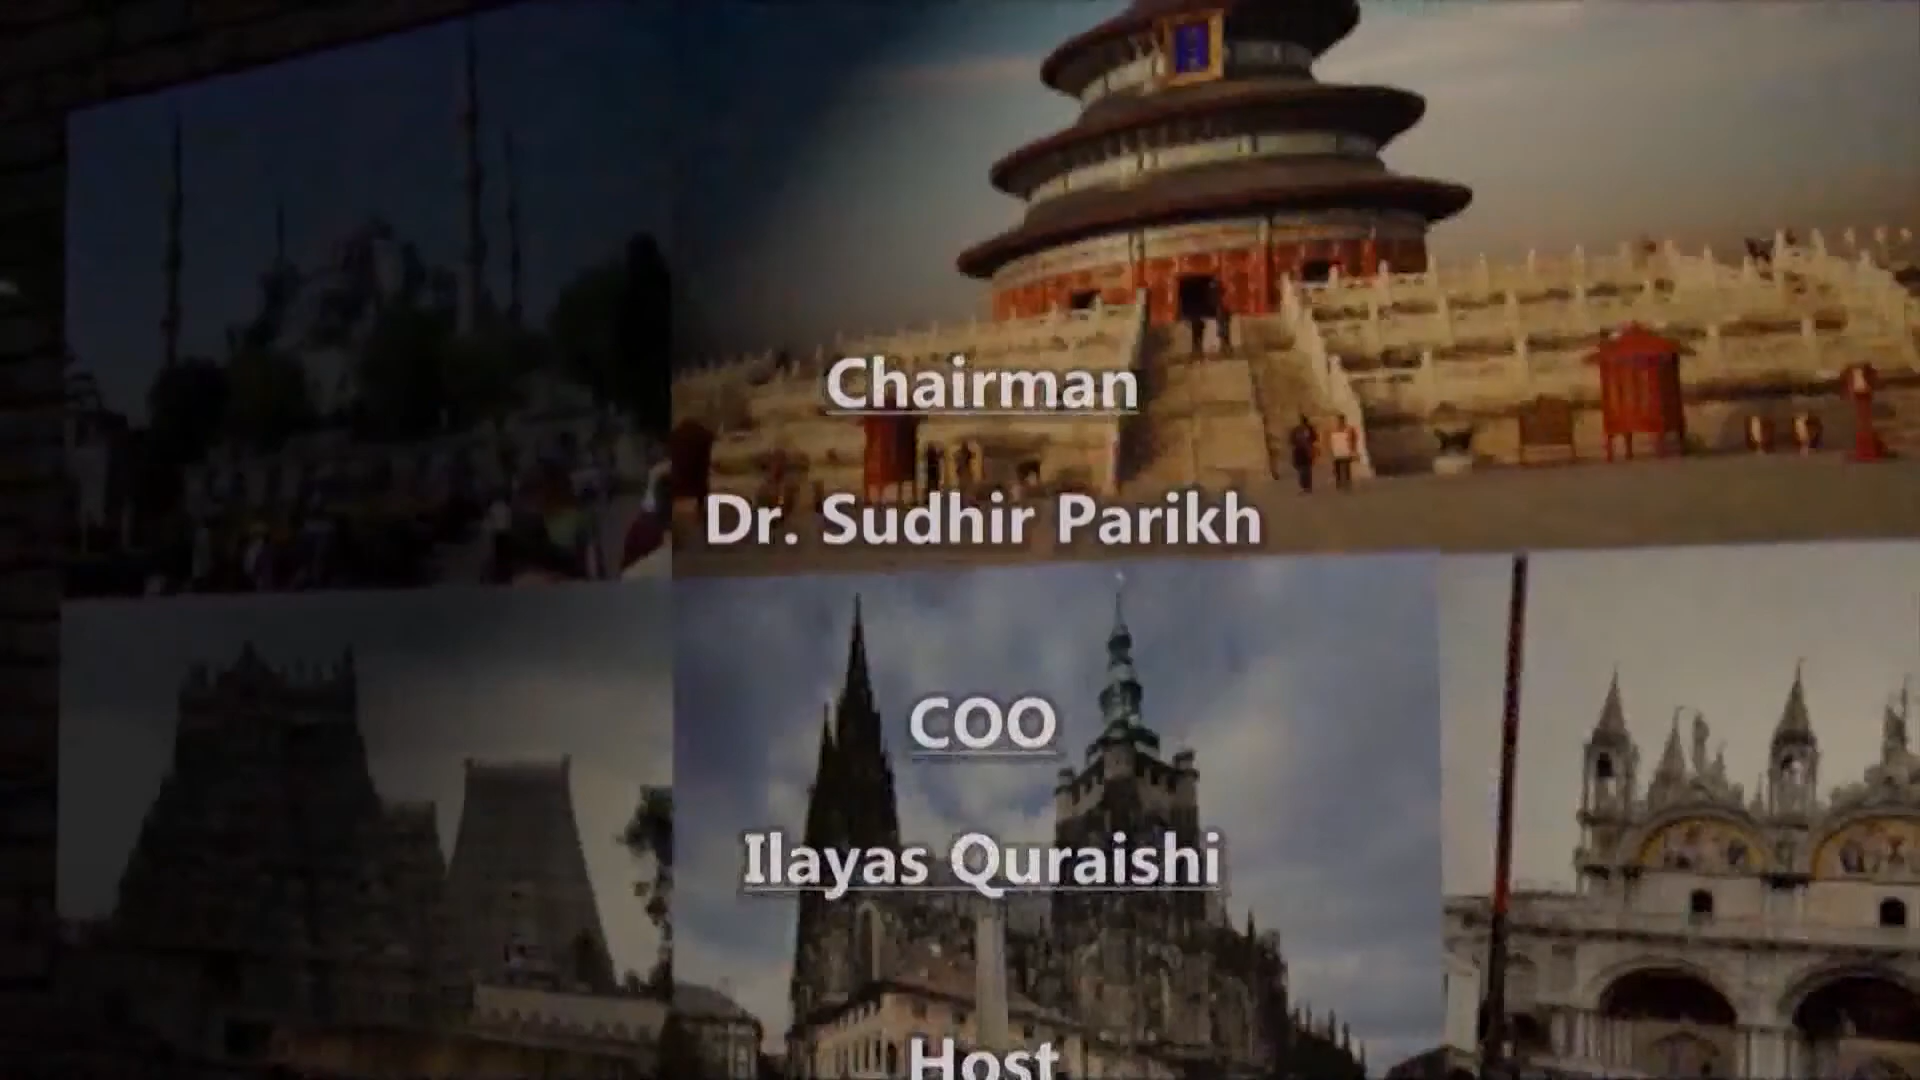 Chairman
Dr. Sudhir Parikh
COO
Ilayas Quraishi
Host